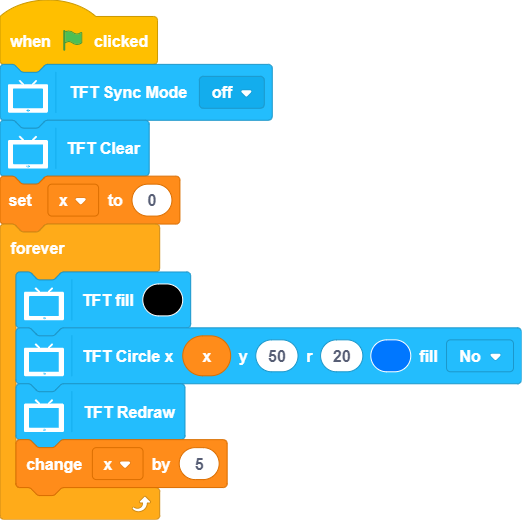 when clicked
TFT Sync Mode off
TFT Clear
set x to 0
forever
TFT fill
TFT Circle x x y 50 r 20 fill No
TFT Redraw
change x by 5